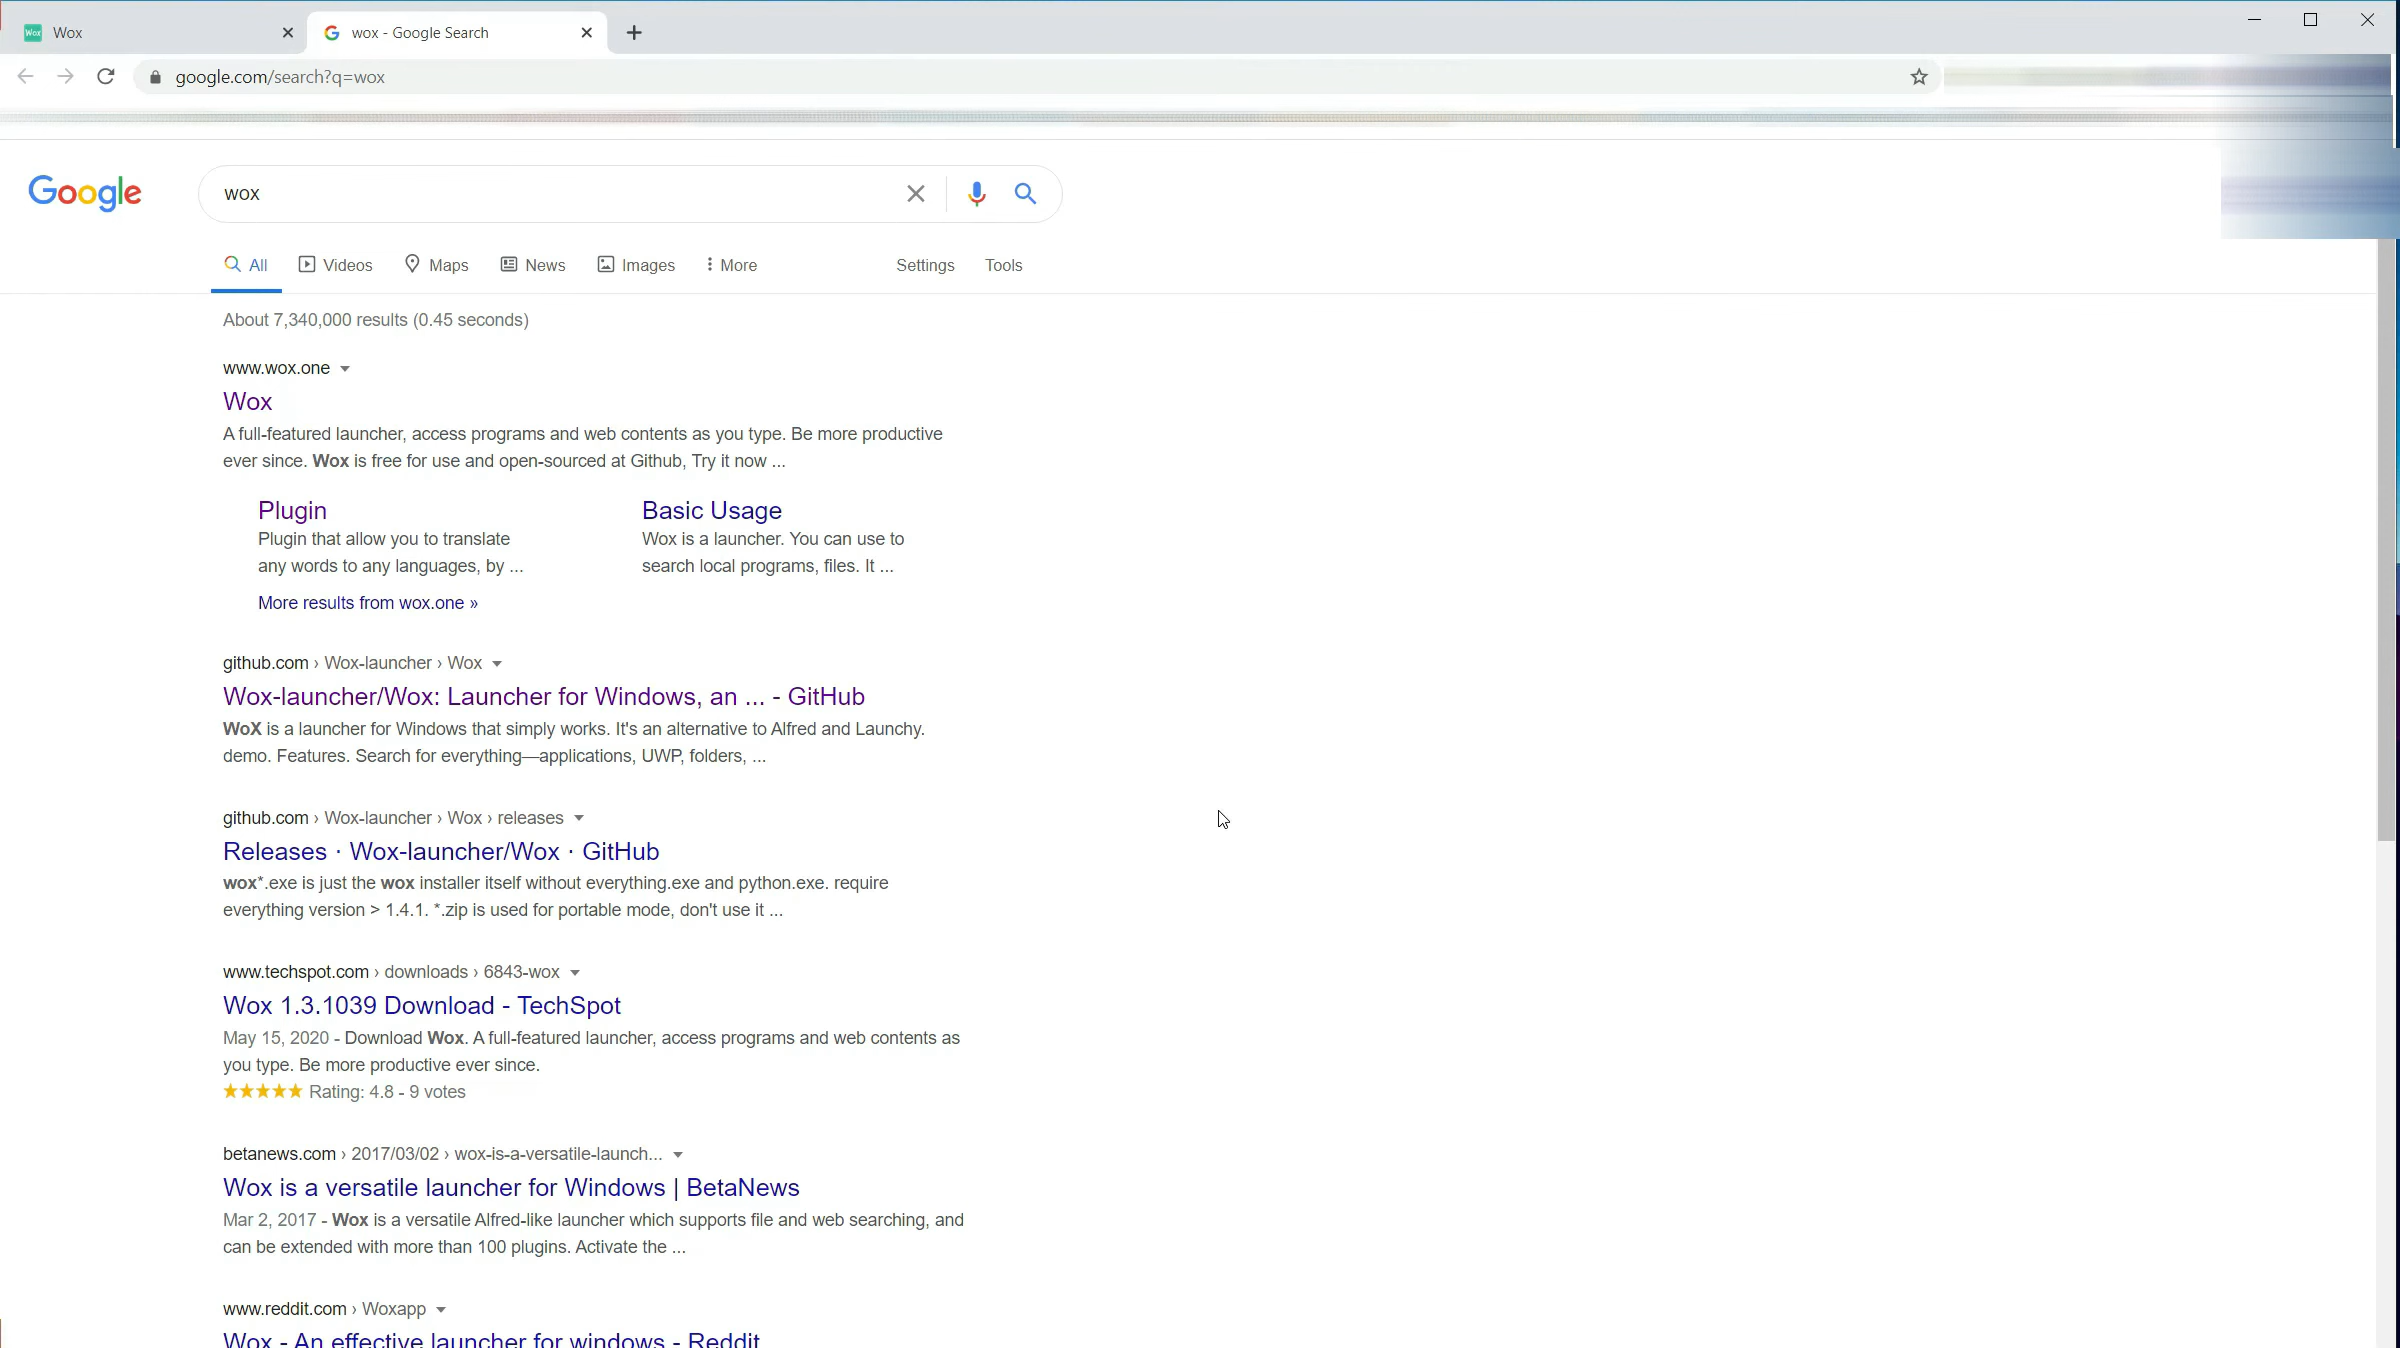 Wox
wox - Google Search
google.com/search?q=wox
Google
wox
All Videos Maps News Images More Settings Tools
About 7,340,000 results (0.45 seconds)
www.wox.one
Wox
A full-featured launcher, access programs and web contents as you type. Be more productive
ever since. Wox is free for use and open-sourced at Github, Try it now ...
Plugin
Plugin that allow you to translate
any words to any languages, by ...
Basic Usage
Wox is a launcher. You can use to
search local programs, files. It ...
More results from wox.one »
github.com › Wox-launcher › Wox
Wox-launcher/Wox: Launcher for Windows, an ... - GitHub
WoX is a launcher for Windows that simply works. It's an alternative to Alfred and Launchy.
demo. Features. Search for everything—applications, UWP, folders, ...
github.com › Wox-launcher › Wox › releases
Releases · Wox-launcher/Wox · GitHub
wox*.exe is just the wox installer itself without everything.exe and python.exe. require
everything version > 1.4.1. *.zip is used for portable mode, don't use it ...
www.techspot.com › downloads › 6843-wox
Wox 1.3.1039 Download - TechSpot
May 15, 2020 - Download Wox. A full-featured launcher, access programs and web contents as
you type. Be more productive ever since.
Rating: 4.8 - 9 votes
betanews.com › 2017/03/02 › wox-is-a-versatile-launch...
Wox is a versatile launcher for Windows | BetaNews
Mar 2, 2017 - Wox is a versatile Alfred-like launcher which supports file and web searching, and
can be extended with more than 100 plugins. Activate the ...
www.reddit.com › Woxapp
Wox - An effective launcher for windows - Reddit